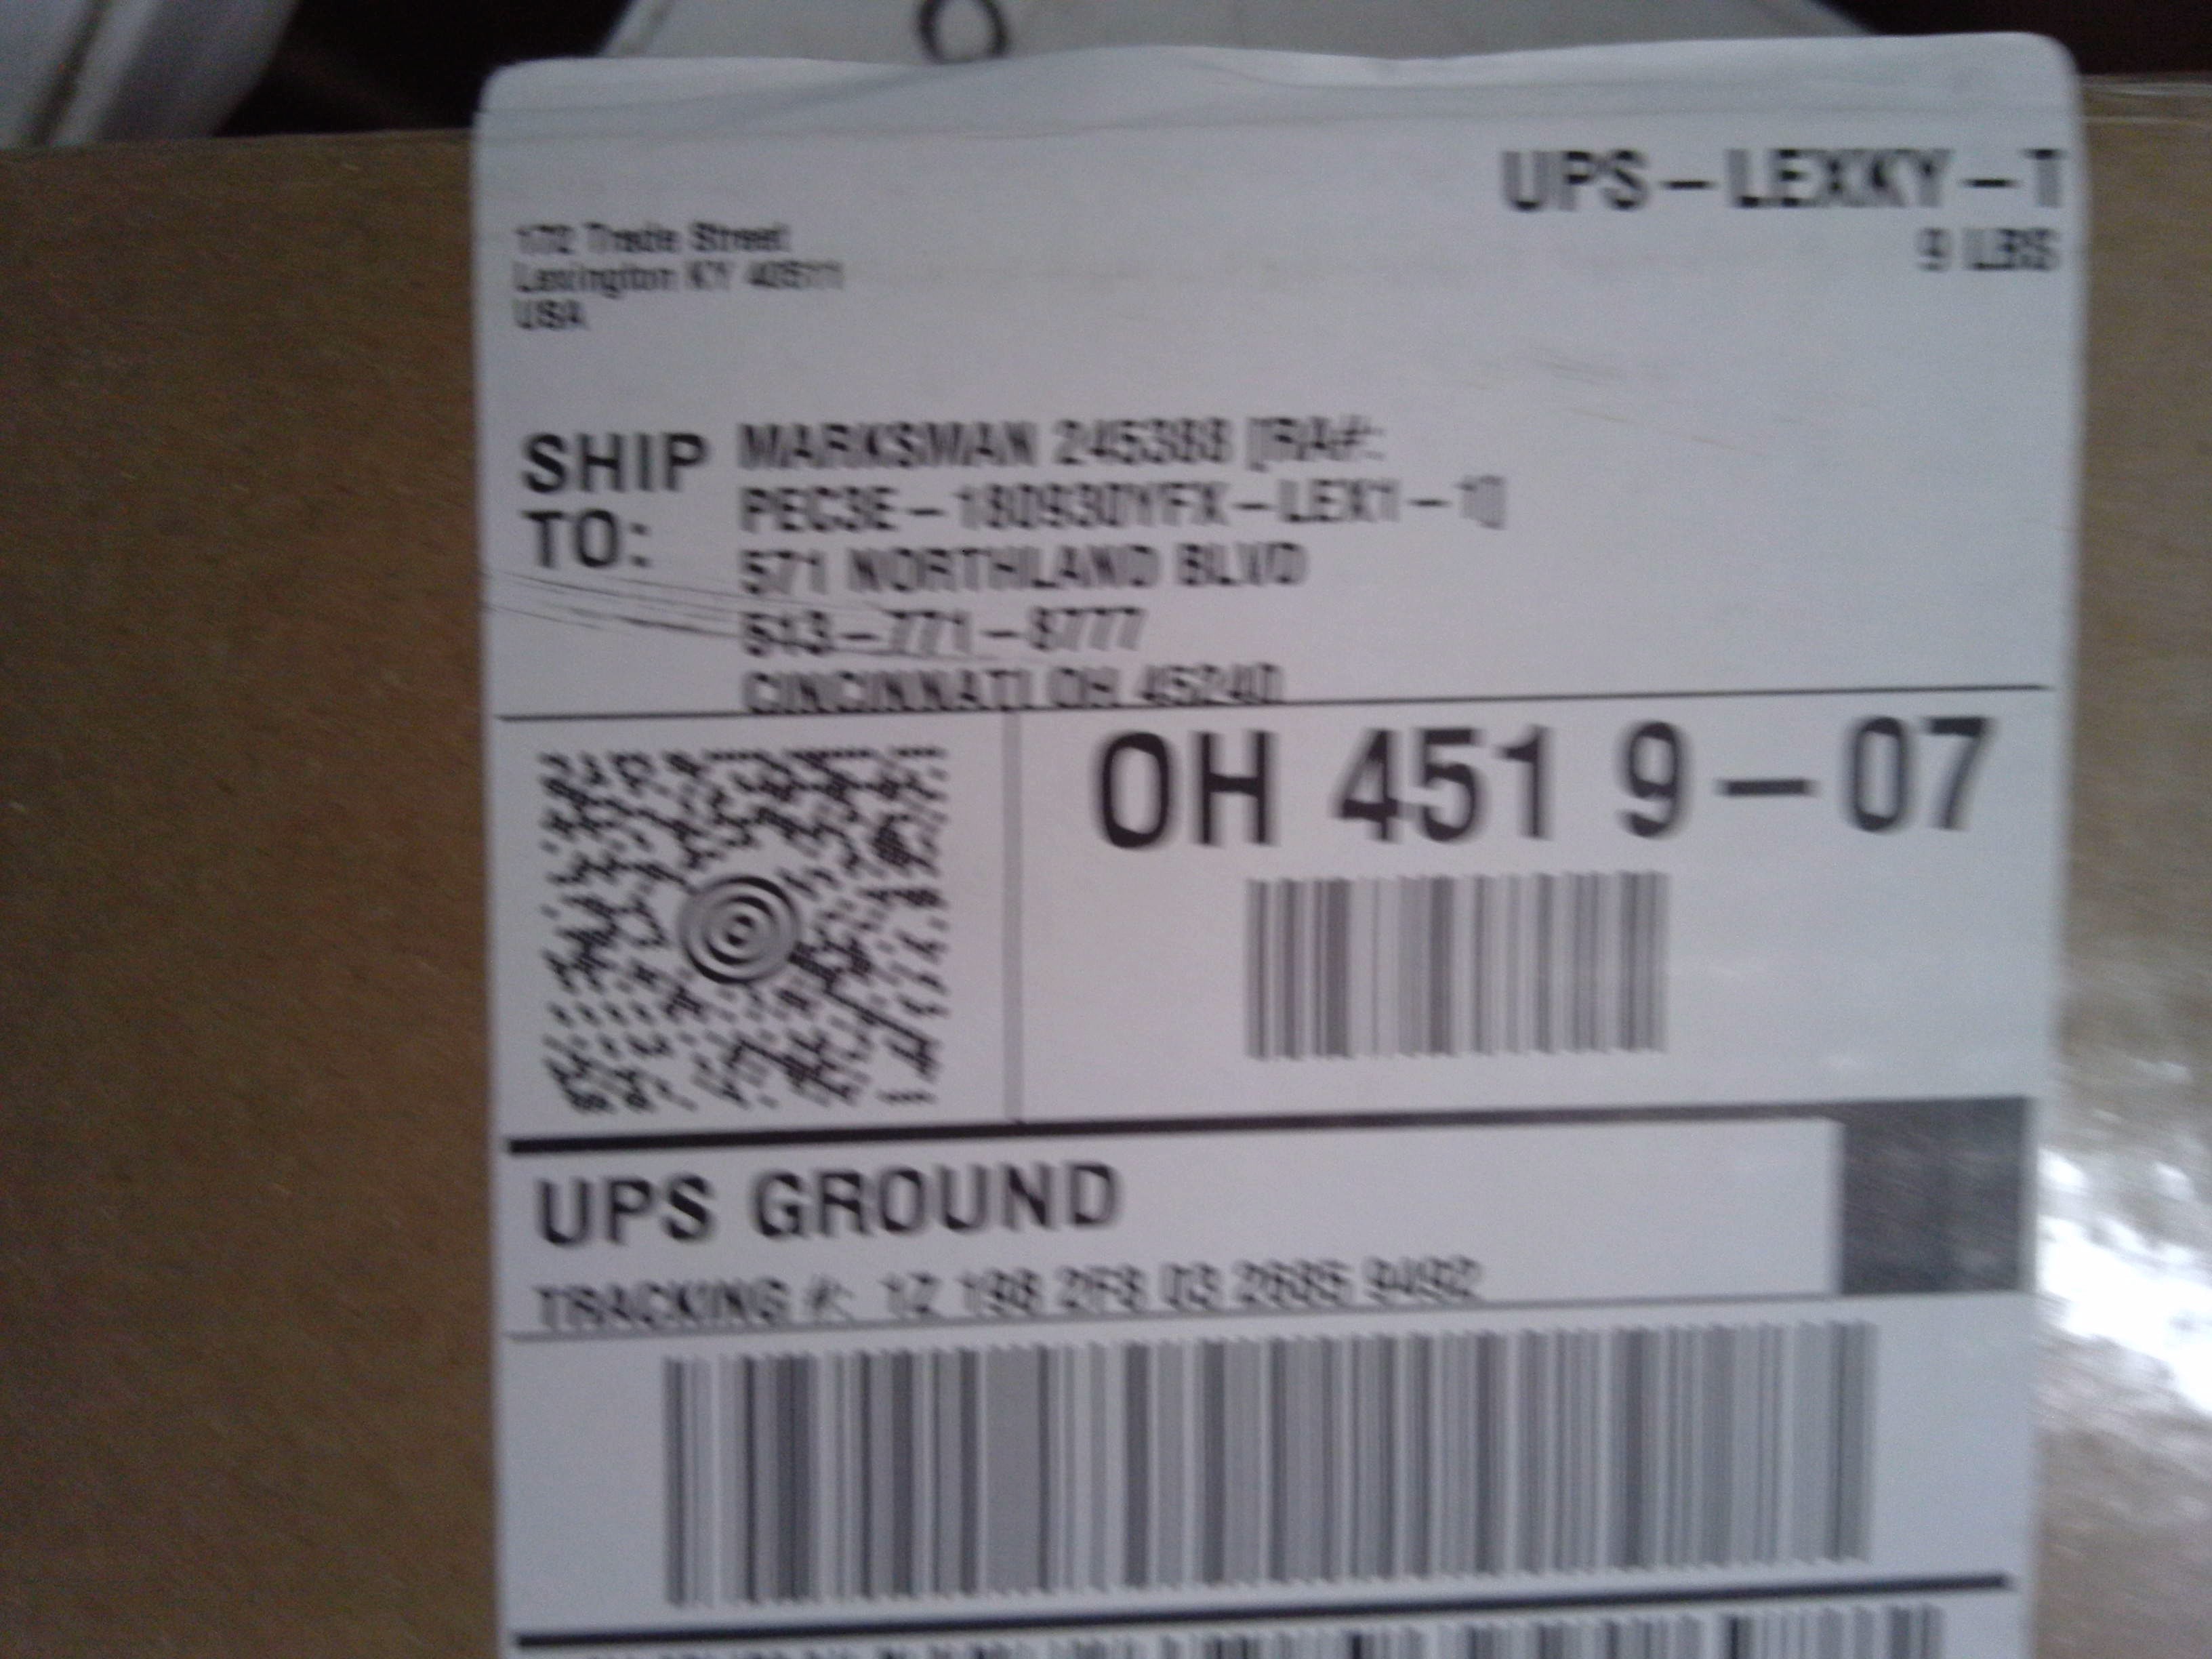 UPS-LEXKY-T
9 LBS
172 Trade Street
Lexington KY 40511
USA
SHIP TO:
MARKSMAN 245388 [RA#:
PEC3E-180930YFX-LEX1-1]
571 NORTHLAND BLVD
513-771-8777
CINCINNATI OH 45240
OH 451 9-07
UPS GROUND
TRACKING #: 1Z 198 2F8 03 2685 9492